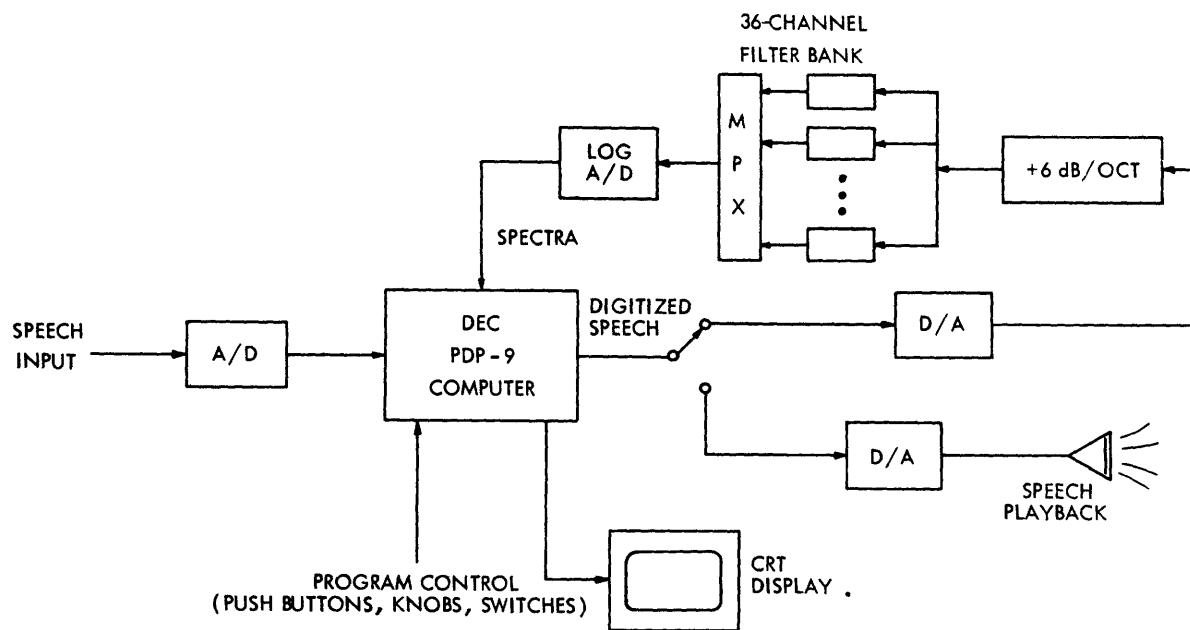 36-CHANNEL
FILTER BANK
M
P
X
LOG
A/D
+6 dB/OCT
SPECTRA
SPEECH
INPUT
A/D
DEC
PDP-9
COMPUTER
DIGITIZED
SPEECH
D/A
D/A
SPEECH
PLAYBACK
PROGRAM CONTROL
(PUSH BUTTONS, KNOBS, SWITCHES)
CRT
DISPLAY .